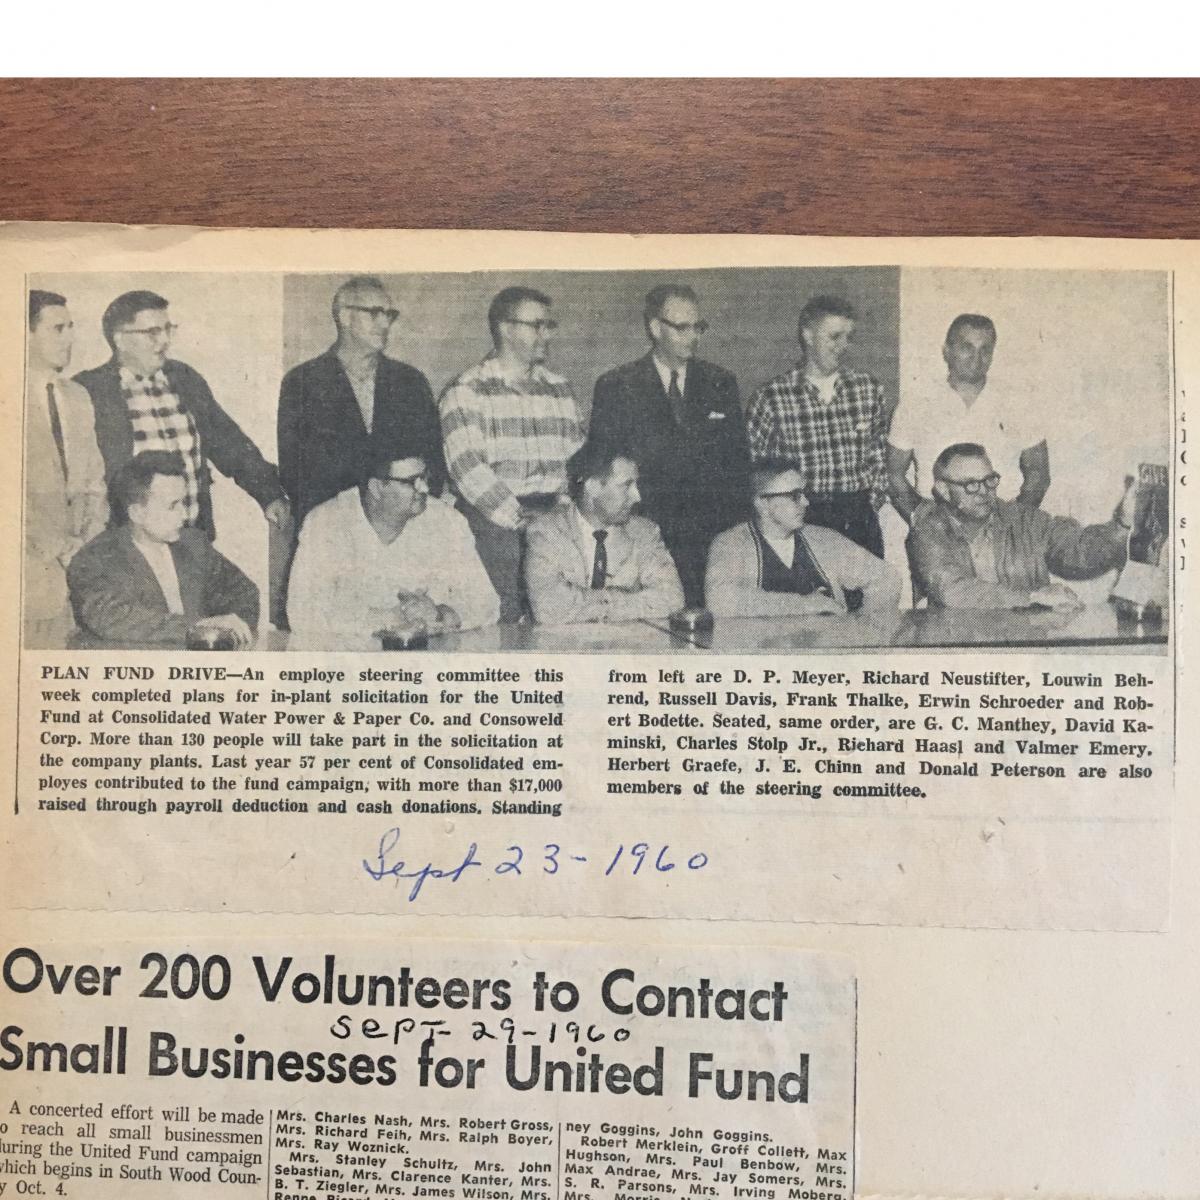 GIVE
PLAN FUND DRIVE—An employe steering committee this
week completed plans for in-plant solicitation for the United
Fund at Consolidated Water Power & Paper Co. and Consoweld
Corp. More than 130 people will take part in the solicitation at
the company plants. Last year 57 per cent of Consolidated em-
ployes contributed to the fund campaign, with more than $17,000
raised through payroll deduction and cash donations. Standing
from left are D. P. Meyer, Richard Neustifter, Louwin Beh-
rend, Russell Davis, Frank Thalke, Erwin Schroeder and Rob-
ert Bodette. Seated, same order, are G. C. Manthey, David Ka-
minski, Charles Stolp Jr., Richard Haasl and Valmer Emery.
Herbert Graefe, J. E. Chinn and Donald Peterson are also
members of the steering committee.
Sept 23-1960
Over 200 Volunteers to Contact
SEPT- 29-1960
Small Businesses for United Fund
A concerted effort will be made
o reach all small businessmen
uring the United Fund campaign
which begins in South Wood Coun-
y Oct. 4.
Mrs. Charles Nash, Mrs. Robert Gross,
Mrs. Richard Feih, Mrs. Ralph Boyer,
Mrs. Ray Woznick.
Mrs. Stanley Schultz, Mrs. John
Sebastian, Mrs. Clarence Kanter, Mrs.
B. T. Ziegler, Mrs. James Wilson, Mrs.
ney Goggins, John Goggins.
Robert Merklein, Groff Collett, Max
Hughson, Mrs. Paul Benbow, Mrs.
Max Andrae, Mrs. Jay Somers, Mrs.
S. R. Parsons, Mrs. Irving Moberg,